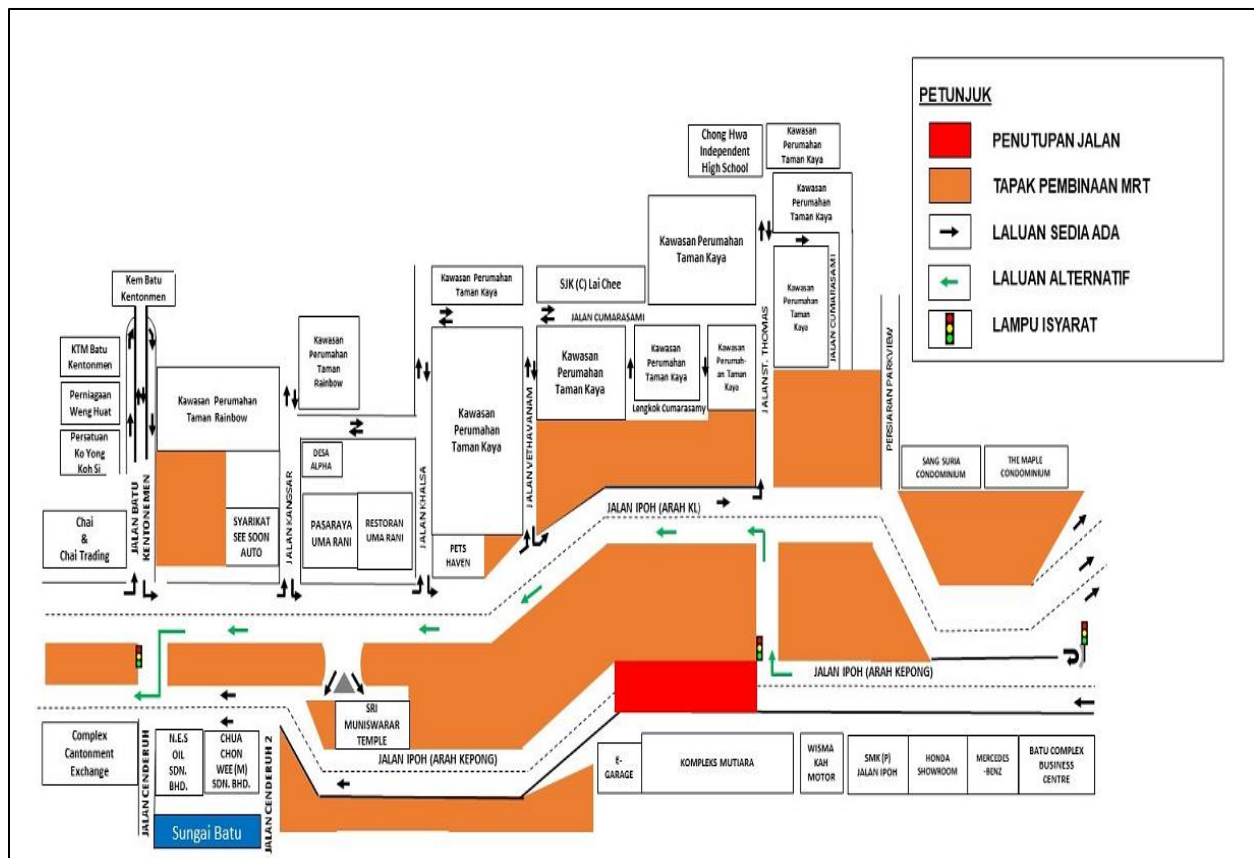 PETUNJUK
PENUTUPAN JALAN
TAPAK PEMBINAAN MRT
LALUAN SEDIA ADA
LALUAN ALTERNATIF
LAMPU ISYARAT
Chong Hwa
Independent
High School
Kawasan
Perumahan
Taman Kaya
Kawasan
Perumahan
Taman Kaya
Kawasan Perumahan
Taman Kaya
Kawasan
Perumahan
Taman
Kaya
JALAN CUMARASAMI
JALAN ST. THOMAS
PERSIARAN PARKVIEW
Kem Batu
Kentonmen
KTM Batu
Kentonmen
Perniagaan
Weng Huat
Persatuan
Ko Yong
Koh Si
Kawasan Perumahan
Taman Rainbow
Kawasan
Perumahan
Taman
Rainbow
Kawasan Perumahan
Taman Kaya
SJK (C) Lai Chee
JALAN CUMARASAMI
Kawasan
Perumahan
Taman Kaya
Kawasan
Perumahan
Taman Kaya
Kawasan
Perumahan
Taman Kaya
Kawasan
Perumah-
an Taman
Kaya
Lengkok Cumarasamy
DESA
ALPHA
JALAN BATU
KENTONEMEN
Chai
&
Chai Trading
SYARIKAT
SEE SOON
AUTO
JALAN KANGSAR
PASARAYA
UMA RANI
RESTORAN
UMA RANI
JALAN KHALSA
PETS
HAVEN
JALAN VETHAVANAM
JALAN IPOH (ARAH KL)
SANG SURIA
CONDOMINIUM
THE MAPLE
CONDOMINIUM
JALAN IPOH (ARAH KEPONG)
SRI
MUNISWARAR
TEMPLE
JALAN IPOH (ARAH KEPONG)
Complex
Cantonment
Exchange
JALAN CENDERUH
N.E.S
OIL
SDN.
BHD.
CHUA
CHON
WEE (M)
SDN. BHD.
JALAN CENDERUH 2
Sungai Batu
E-
GARAGE
KOMPLEKS MUTIARA
WISMA
KAH
MOTOR
SMK (P)
JALAN IPOH
HONDA
SHOWROOM
MERCEDES
-BENZ
BATU COMPLEX
BUSINESS
CENTRE